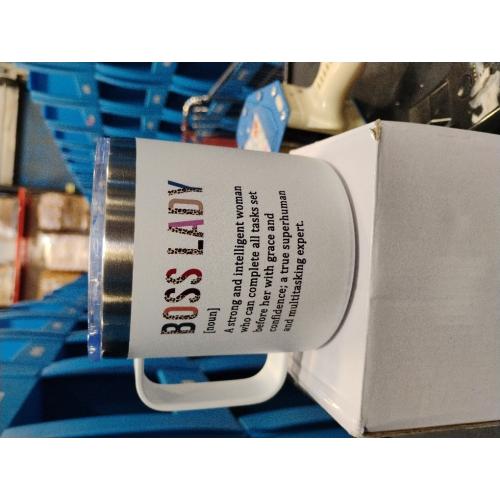 BOSS LADY
[noun]
A strong and intelligent woman
who can complete all tasks set
before her with grace and
confidence; a true superhuman
and multitasking expert.